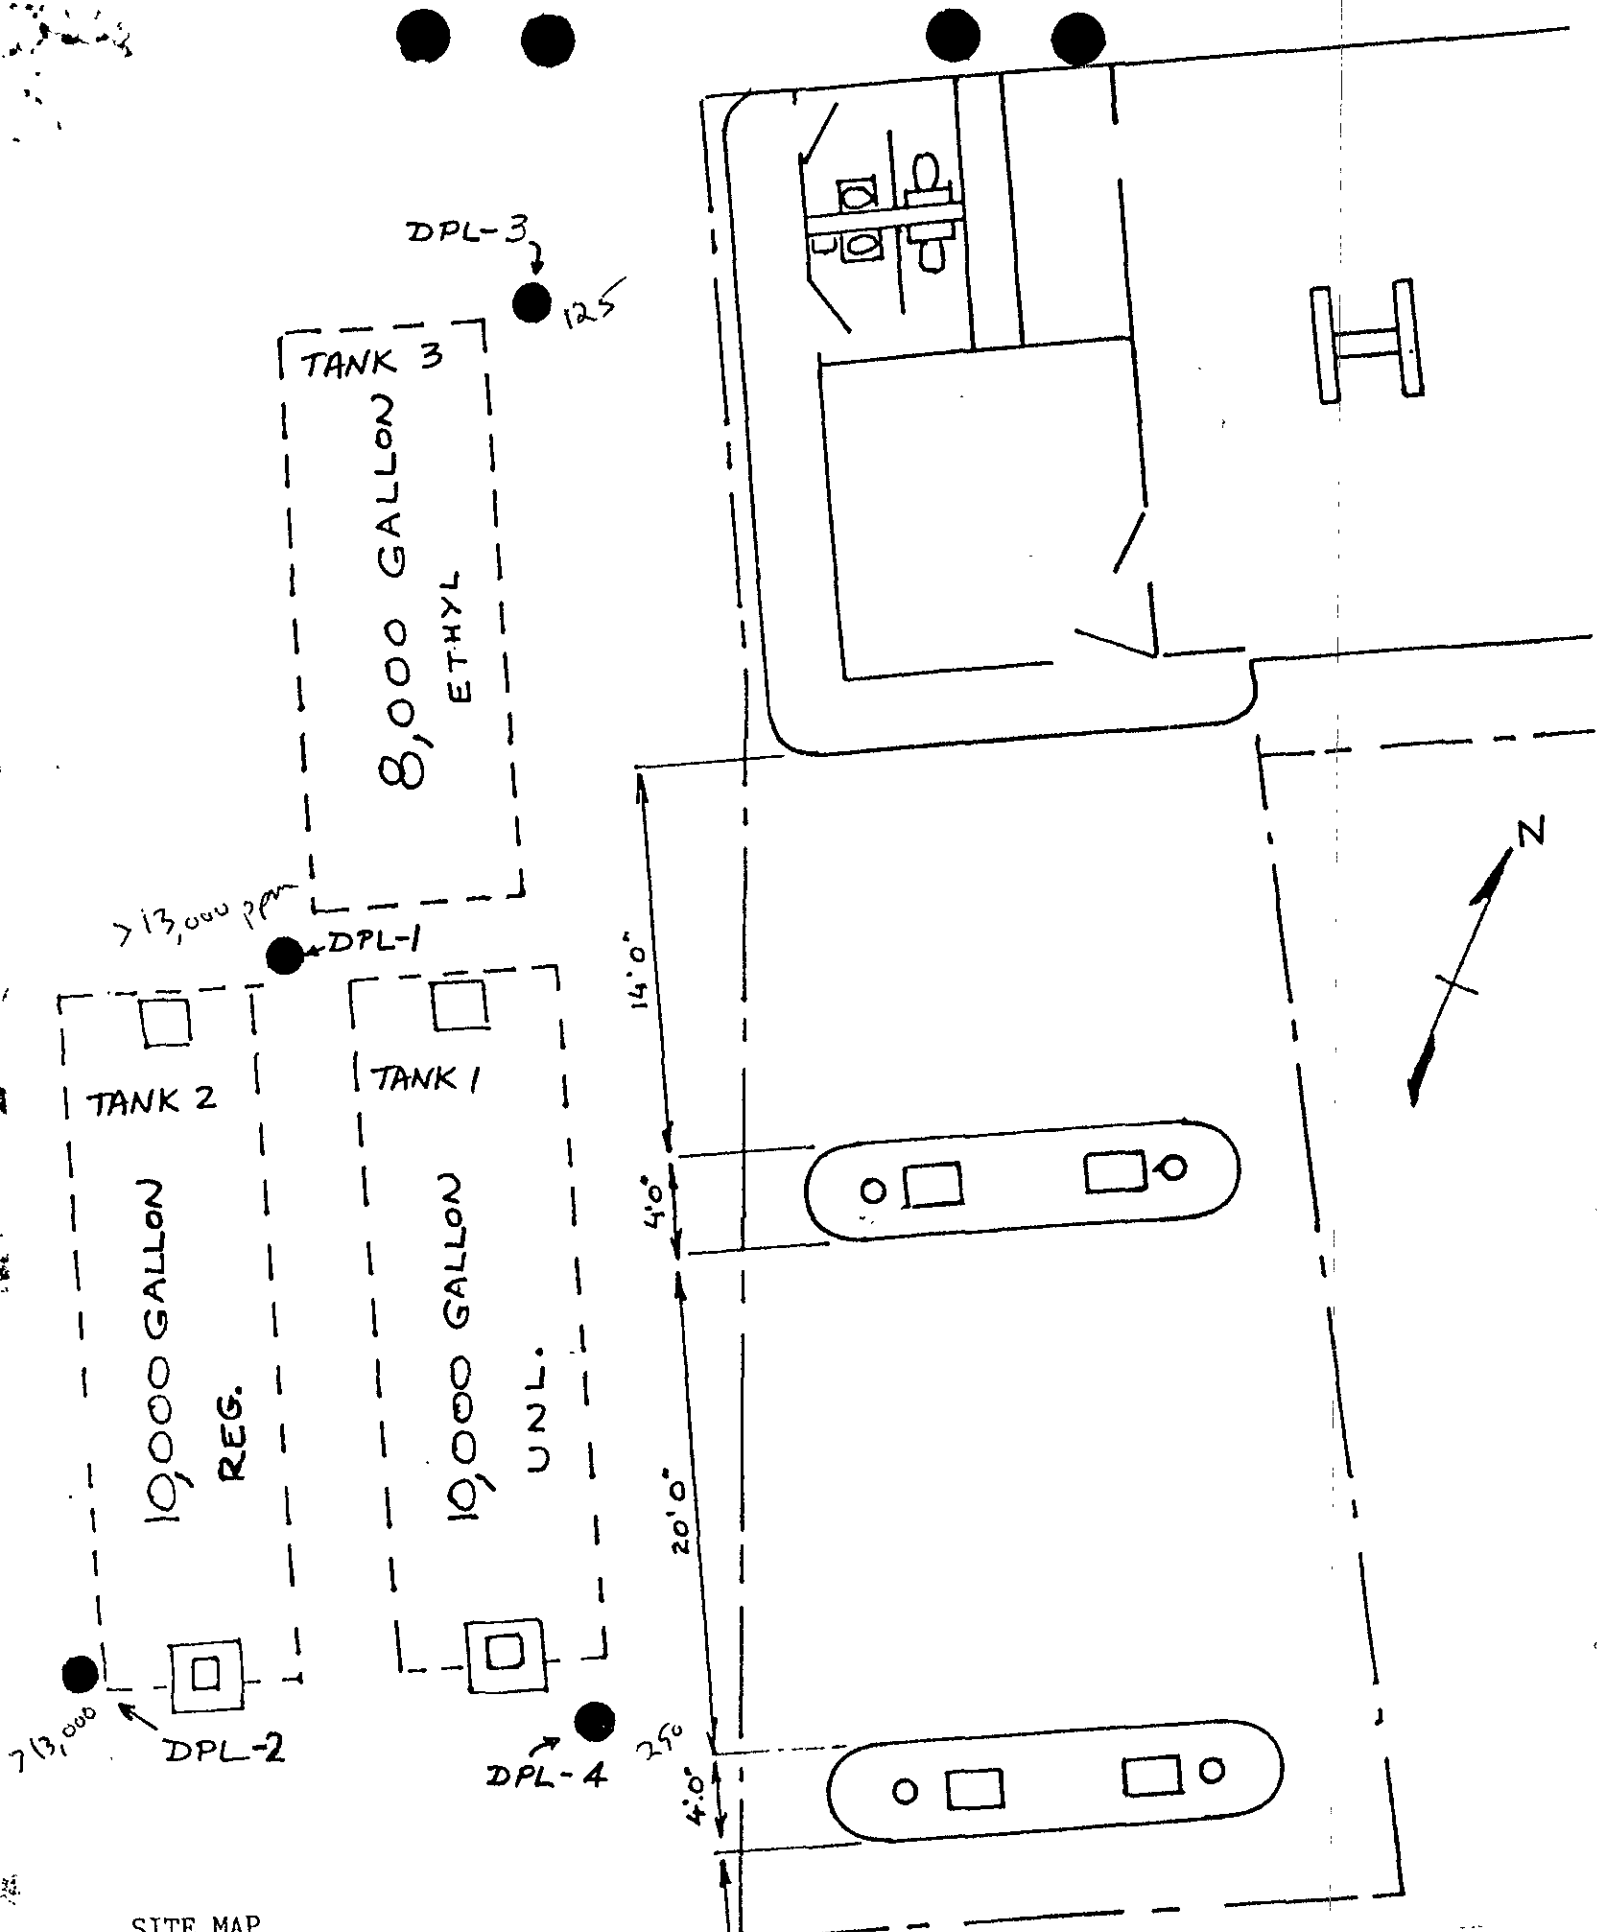 DPL-3
125
TANK 3
8,000 GALLON
ETHYL
>13,000 ppm
DPL-1
TANK 2
10,000 GALLON
REG.
TANK 1
10,000 GALLON
UNL.
14'0"
4'0"
20'0"
4'0"
N
>13,000
DPL-2
DPL-4
SITE MAP